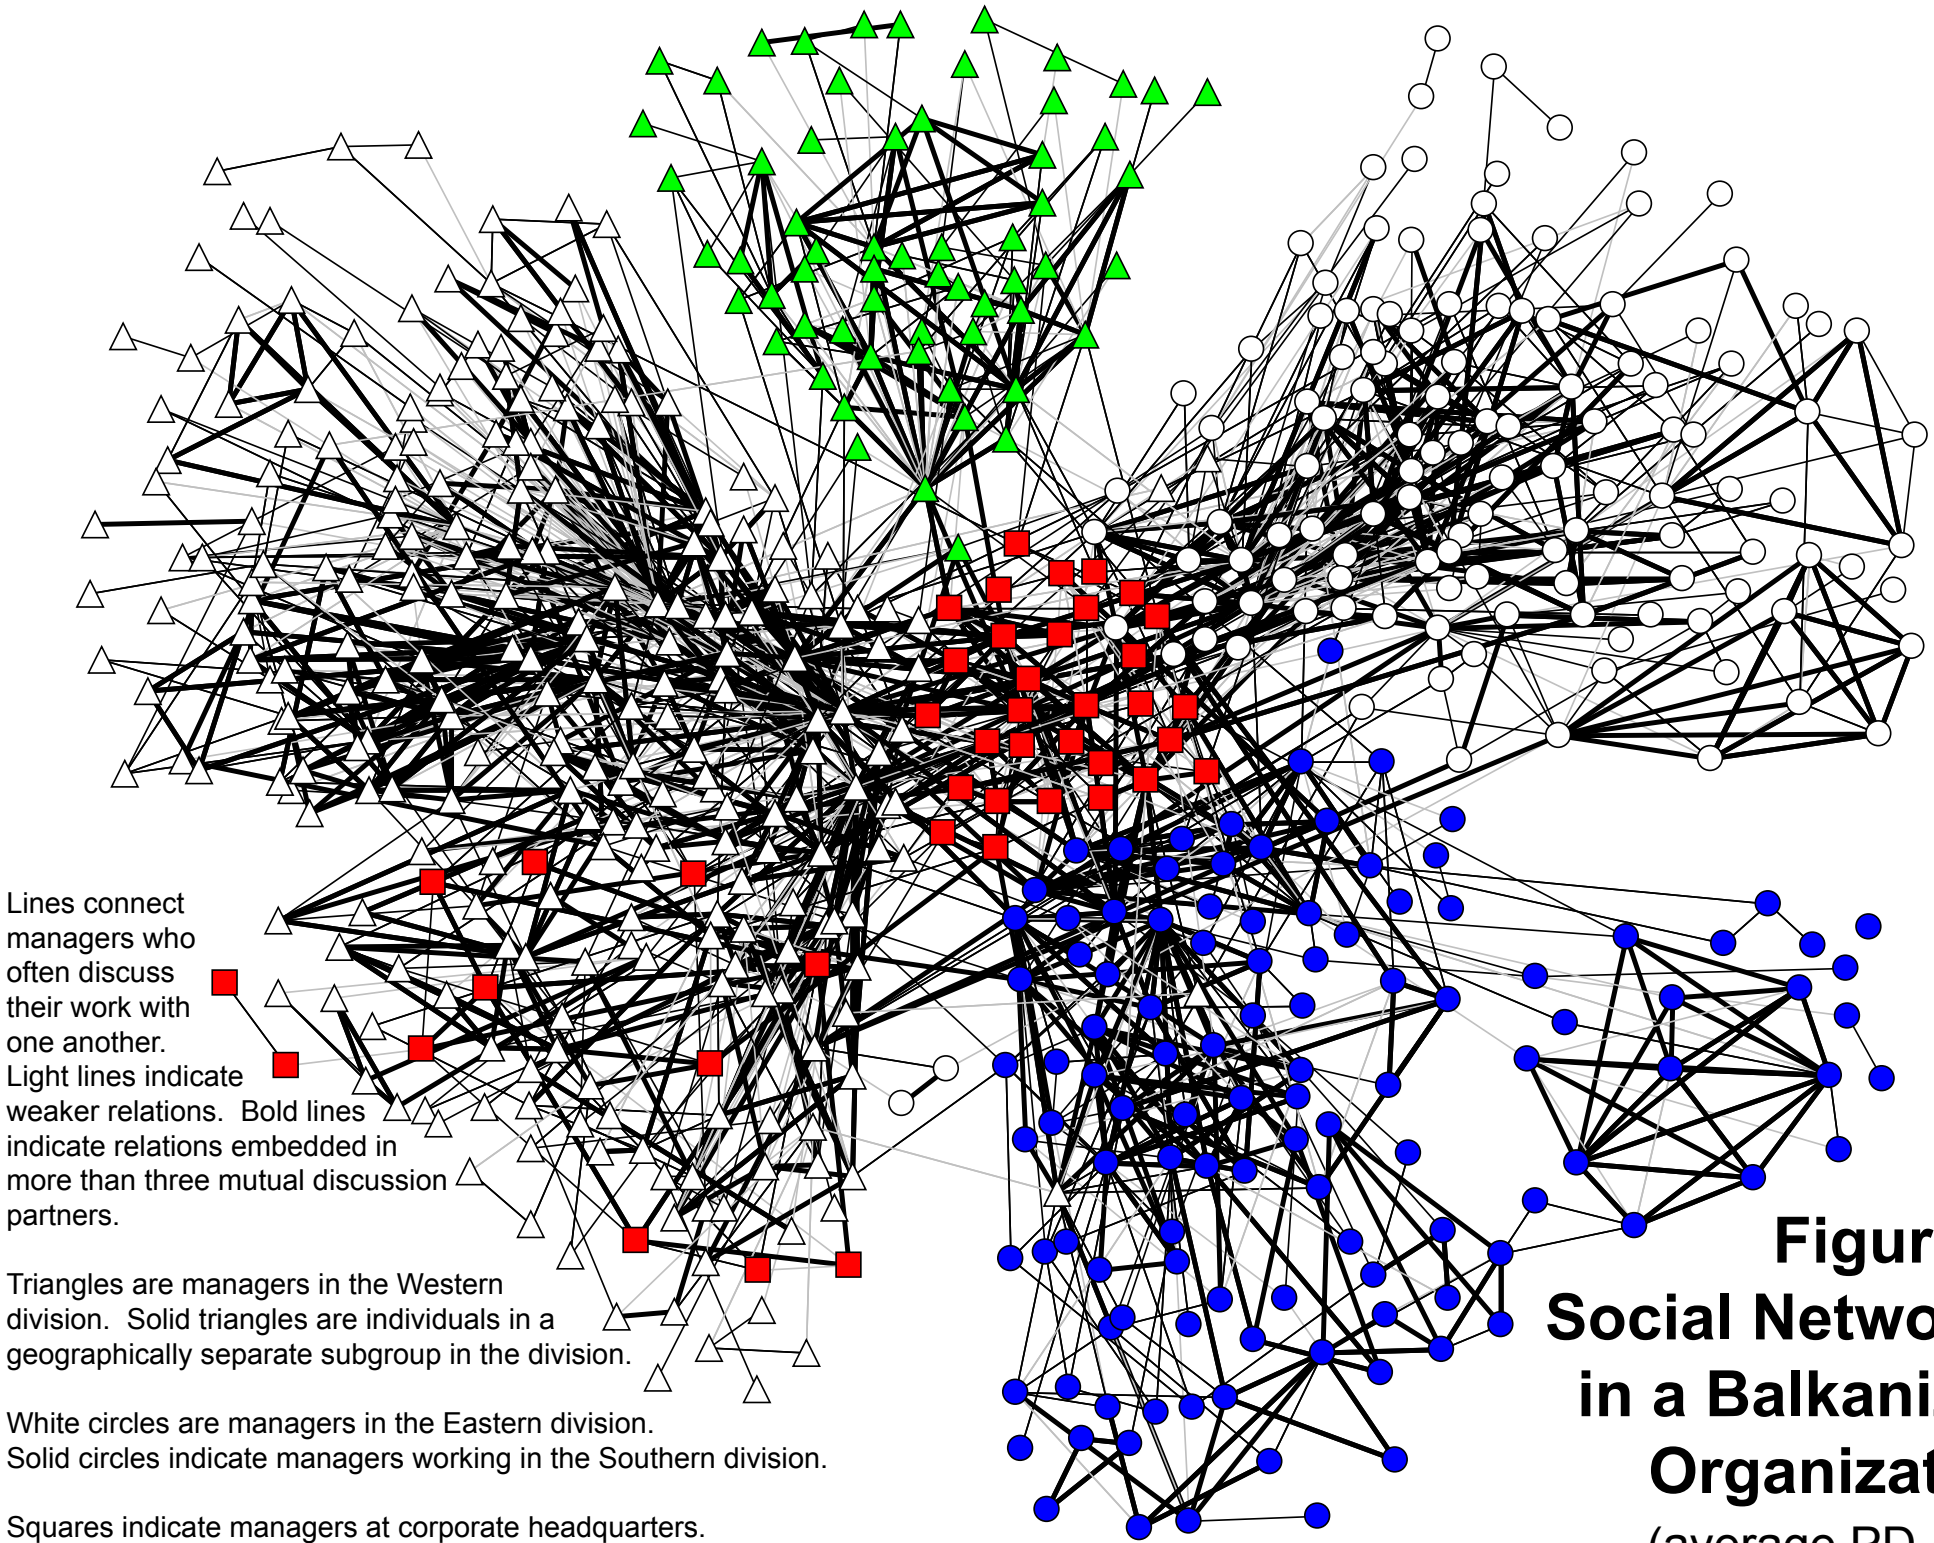 Lines connect
managers who
often discuss
their work with
one another.
Light lines indicate
weaker relations.  Bold lines
indicate relations embedded in
more than three mutual discussion
partners.
Triangles are managers in the Western
division.  Solid triangles are individuals in a
geographically separate subgroup in the division.
White circles are managers in the Eastern division.
Solid circles indicate managers working in the Southern division.
Squares indicate managers at corporate headquarters.
Figur
Social Netwo
in a Balkani
Organizat
(average PD